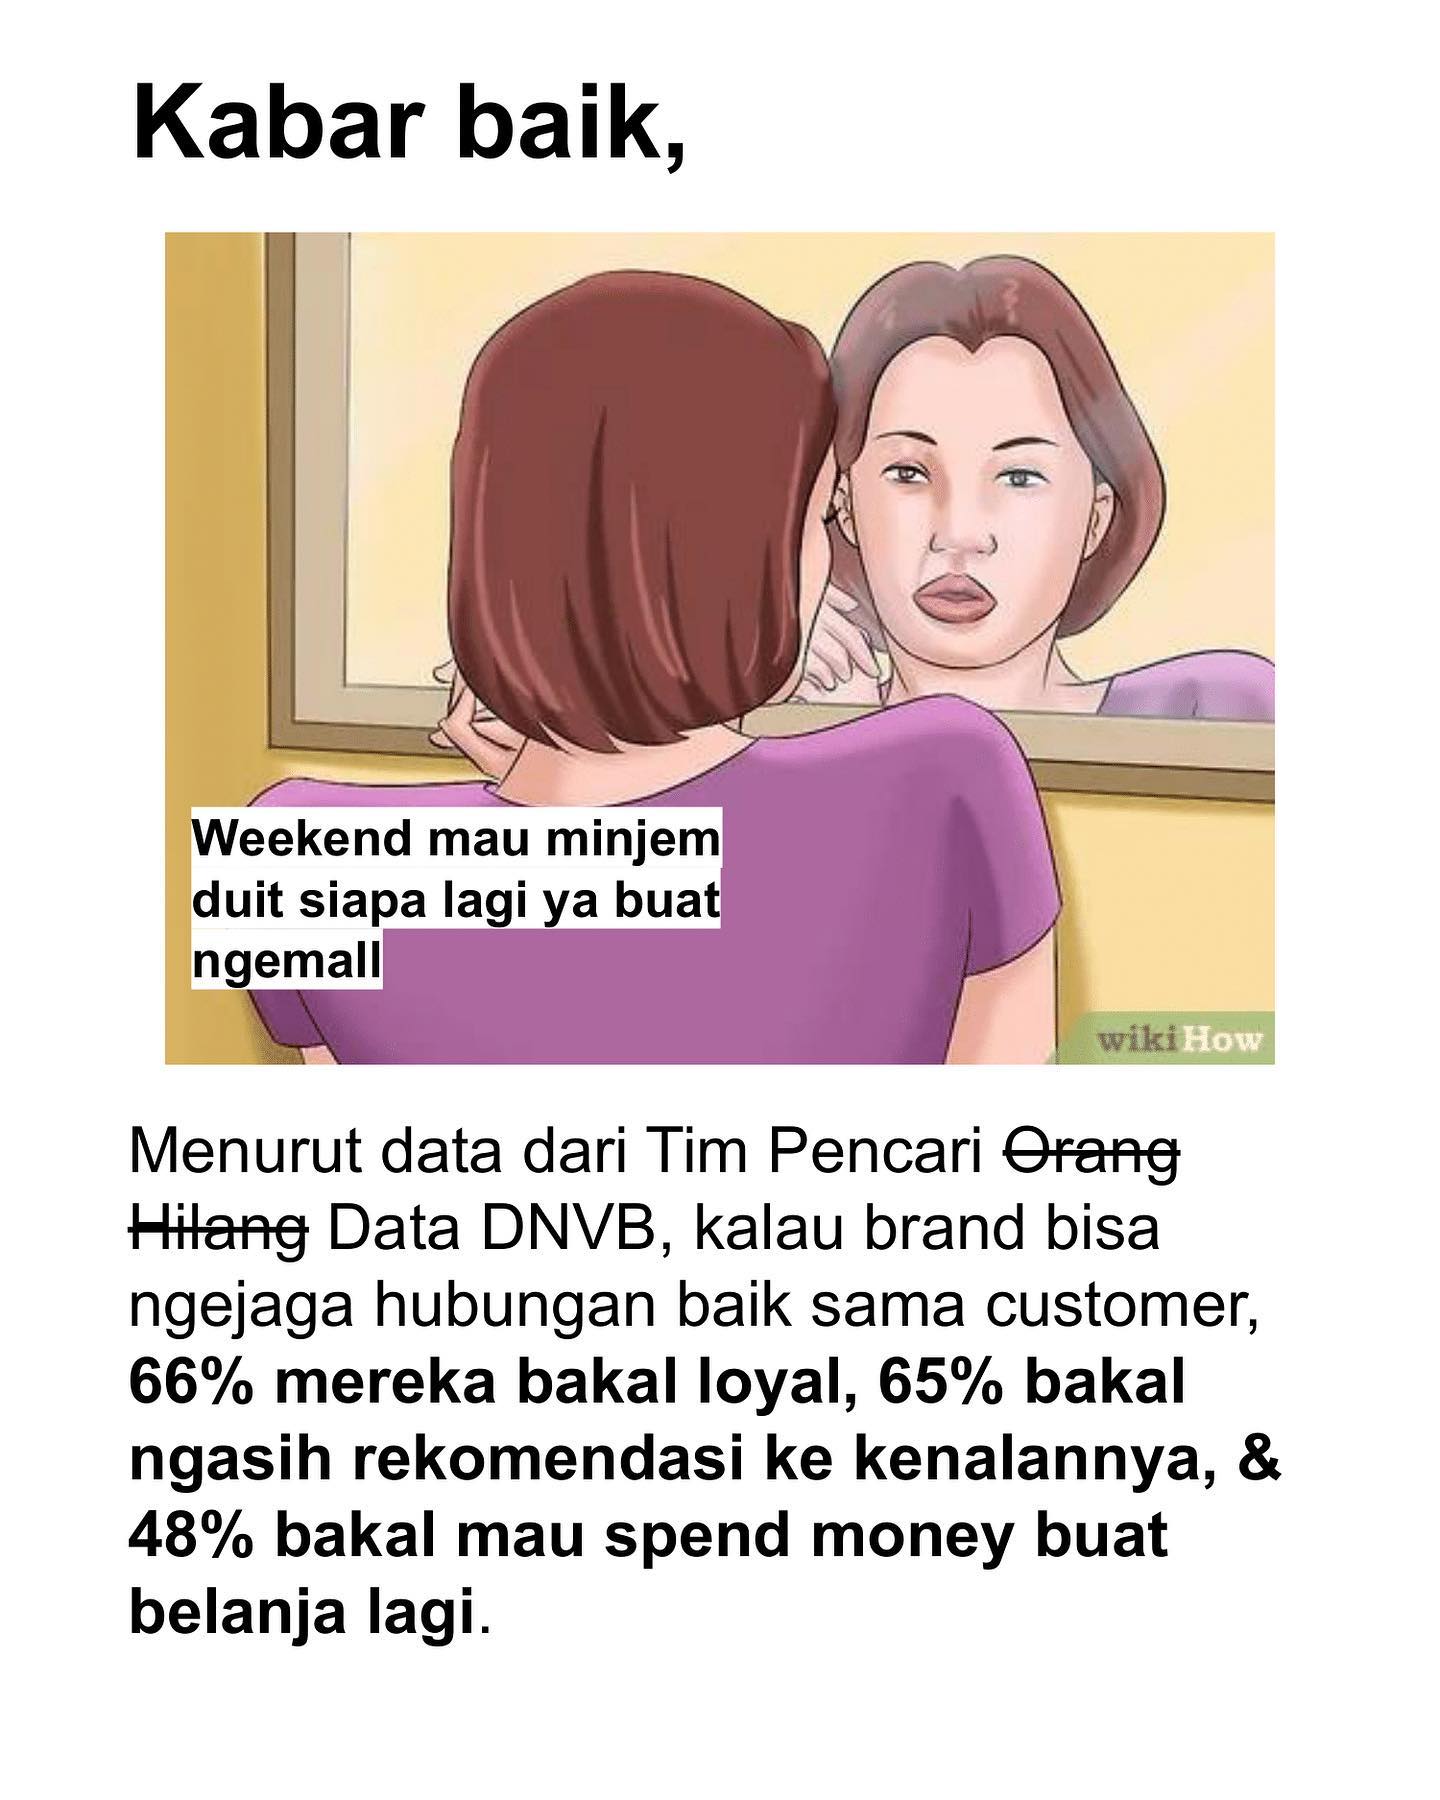 Kabar baik,
Weekend mau minjem
duit siapa lagi ya buat
ngemall
wikiHow
Menurut data dari Tim Pencari Orang
Hilang Data DNVB, kalau brand bisa
ngejaga hubungan baik sama customer,
66% mereka bakal loyal, 65% bakal
ngasih rekomendasi ke kenalannya, &
48% bakal mau spend money buat
belanja lagi.